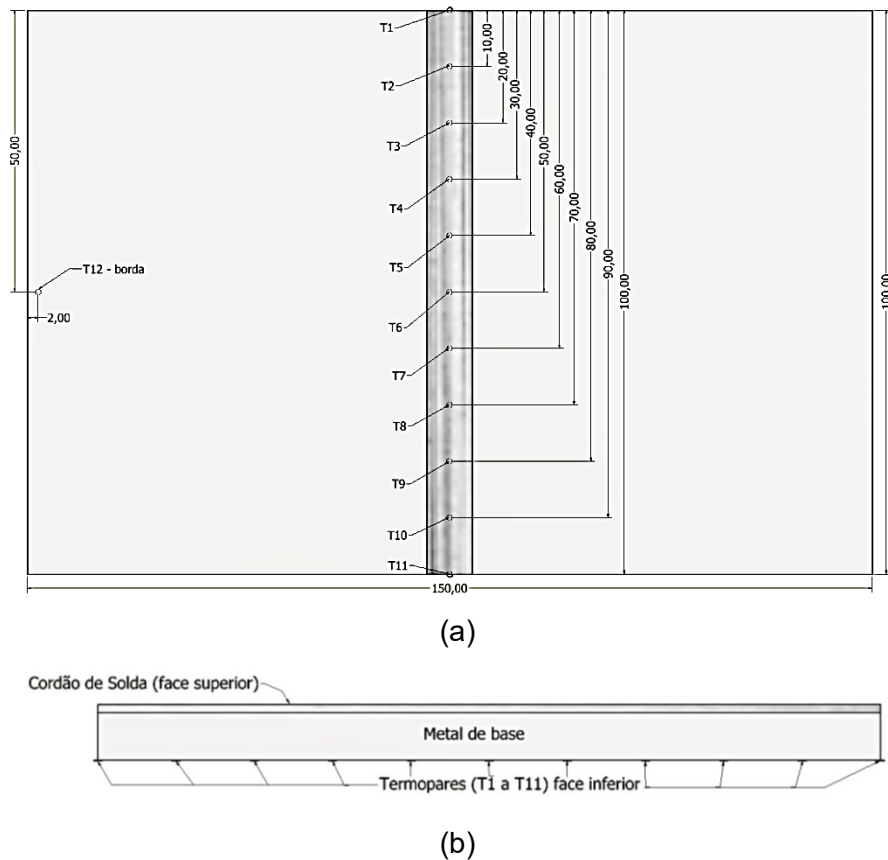 T1
T2
T3
T4
T5
T6
T7
T8
T9
T10
T11
T12 - borda
10,00
20,00
30,00
40,00
50,00
60,00
70,00
80,00
90,00
100,00
50,00
2,00
100,00
150,00
(a)
Cordão de Solda (face superior)
Metal de base
Termopares (T1 a T11) face inferior
(b)